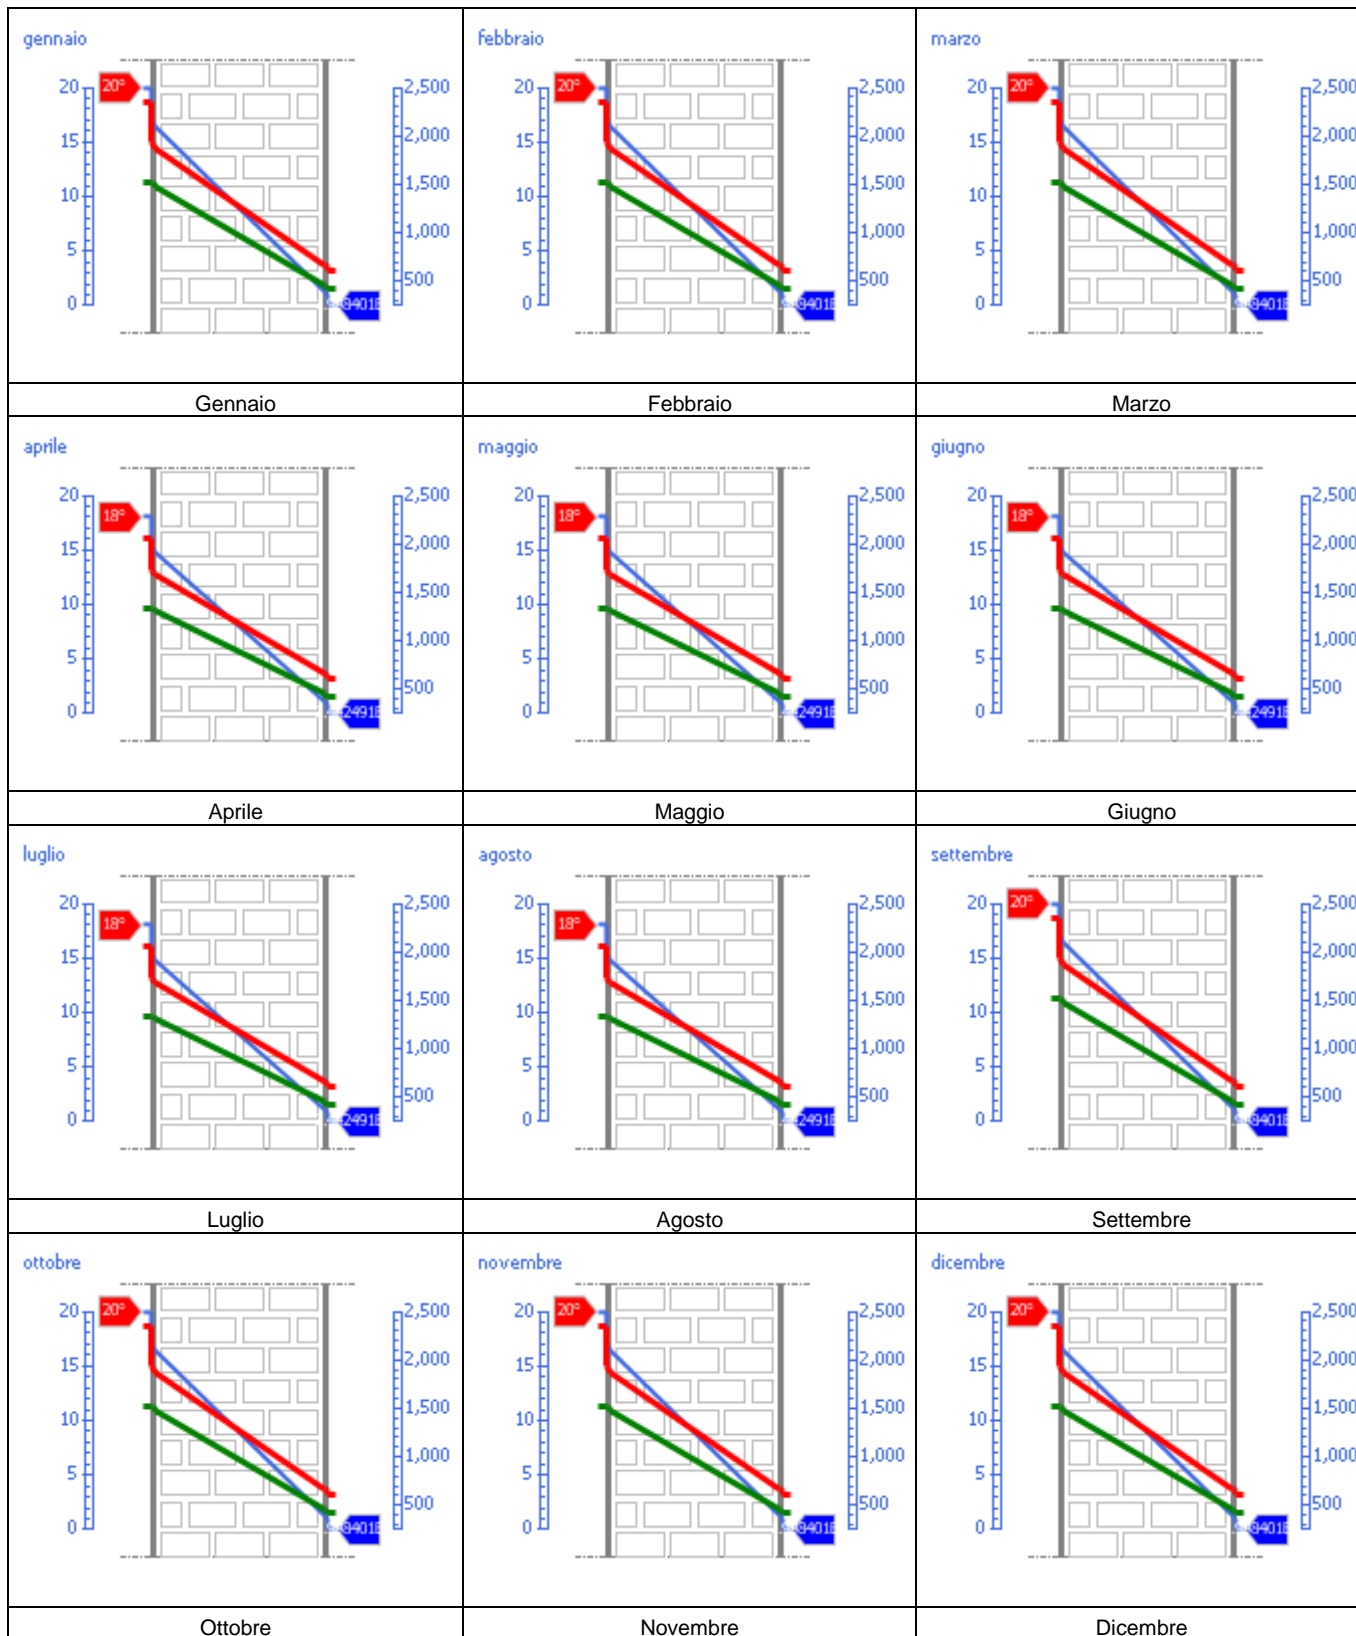 gennaio febbraio marzo
20 20° 2,500 20 20° 2,500 20 20° 2,500
15 2,000 15 2,000 15 2,000
10 1,500 10 1,500 10 1,500
1,000 1,000 1,000
5 500 5 500 5 500
0 0 0
Gennaio Febbraio Marzo
aprile maggio giugno
20 18° 2,500 20 18° 2,500 20 18° 2,500
15 2,000 15 2,000 15 2,000
10 1,500 10 1,500 10 1,500
1,000 1,000 1,000
5 500 5 500 5 500
0 0 0
Aprile Maggio Giugno
luglio agosto settembre
20 18° 2,500 20 18° 2,500 20 20° 2,500
15 2,000 15 2,000 15 2,000
10 1,500 10 1,500 10 1,500
1,000 1,000 1,000
5 500 5 500 5 500
0 0 0
Luglio Agosto Settembre
ottobre novembre dicembre
20 20° 2,500 20 20° 2,500 20 20° 2,500
15 2,000 15 2,000 15 2,000
10 1,500 10 1,500 10 1,500
1,000 1,000 1,000
5 500 5 500 5 500
0 0 0
Ottobre Novembre Dicembre